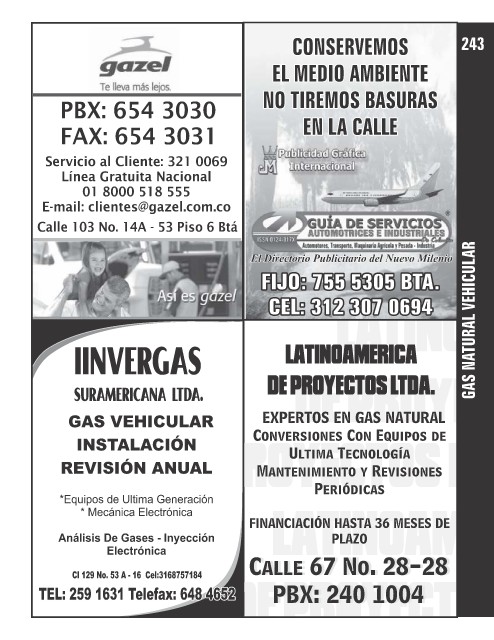 gazel
Te lleva más lejos.
PBX: 654 3030
FAX: 654 3031
Servicio al Cliente: 321 0069
Línea Gratuita Nacional
01 8000 518 555
E-mail: clientes@gazel.com.co
Calle 103 No. 14A - 53 Piso 6 Btá
Así es gazel
CONSERVEMOS
EL MEDIO AMBIENTE
NO TIREMOS BASURAS
EN LA CALLE
Publicidad Gráfica
Internacional
GUÍA DE SERVICIOS
AUTOMOTRICES E INDUSTRIALES
Automotores, Transporte, Maquinaria Agrícola y Pesada - Industria
El Directorio Publicitario del Nuevo Milenio
FIJO: 755 5305 BTA.
CEL: 312 307 0694
IINVERGAS
SURAMERICANA LTDA.
GAS VEHICULAR
INSTALACIÓN
REVISIÓN ANUAL
*Equipos de Ultima Generación
* Mecánica Electrónica
Análisis De Gases - Inyección
Electrónica
Cl 129 No. 53 A - 16 Cel:3168757184
TEL: 259 1631 Telefax: 648 4652
LATINOAMERICA
DE PROYECTOS LTDA.
EXPERTOS EN GAS NATURAL
CONVERSIONES CON EQUIPOS DE
ULTIMA TECNOLOGÍA
MANTENIMIENTO Y REVISIONES
PERIÓDICAS
FINANCIACIÓN HASTA 36 MESES DE
PLAZO
CALLE 67 NO. 28-28
PBX: 240 1004
243
GAS NATURAL VEHICULAR